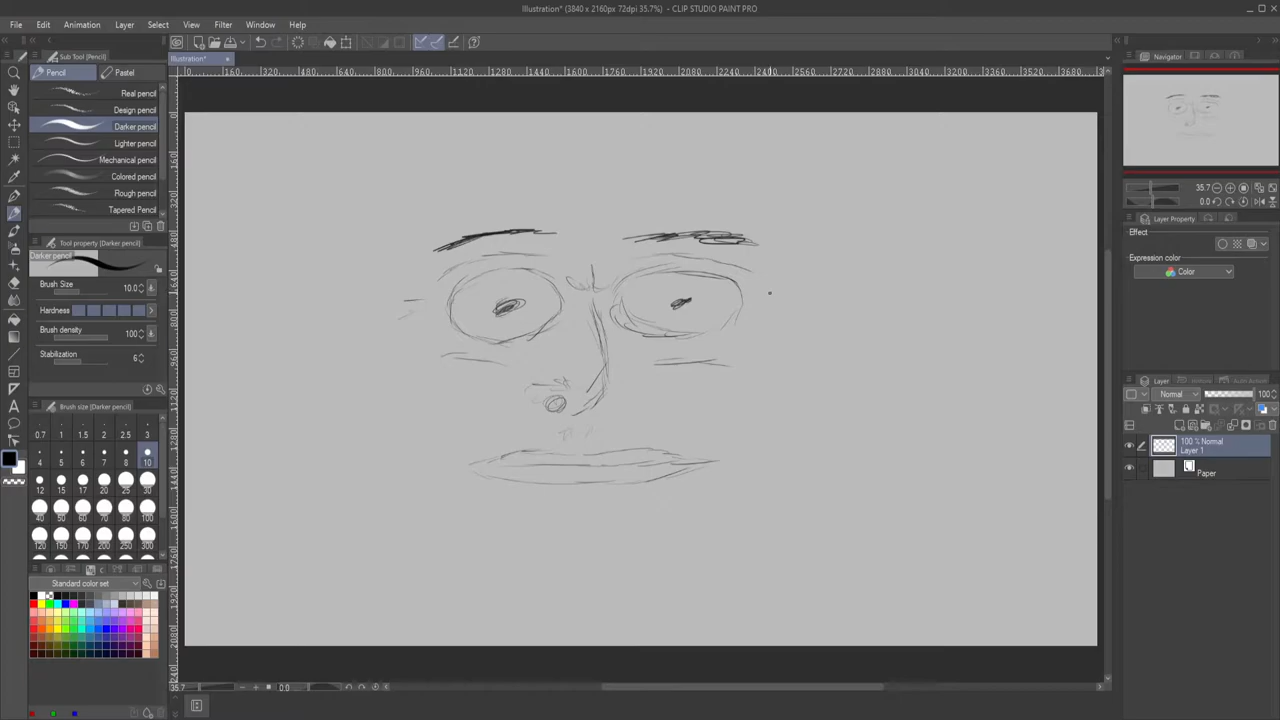 Illustration* (3840 x 2160px 72dpi 35.7%) - CLIP STUDIO PAINT PRO
File Edit Animation Layer Select View Filter Window Help
Sub Tool [Pencil]
Illustration*
Navigator
Pencil Pastel
Real pencil
Design pencil
Darker pencil
Lighter pencil
Mechanical pencil
Colored pencil
Rough pencil
Tapered Pencil
35.7
0.0
Layer Property
Effect
Expression color
Color
Tool property [Darker pencil]
Darker pencil
Brush Size 10.0
Hardness
Brush density 100
Stabilization 6
Layer
Normal 100
Brush size [Darker pencil]
0.7 1 1.5 2 2.5 3
4 5 6 7 8 10
12 15 17 20 25 30
40 50 60 70 80 100
120 150 170 200 250 300
100 % Normal
Layer 1
Paper
Standard color set
35.7 0.0